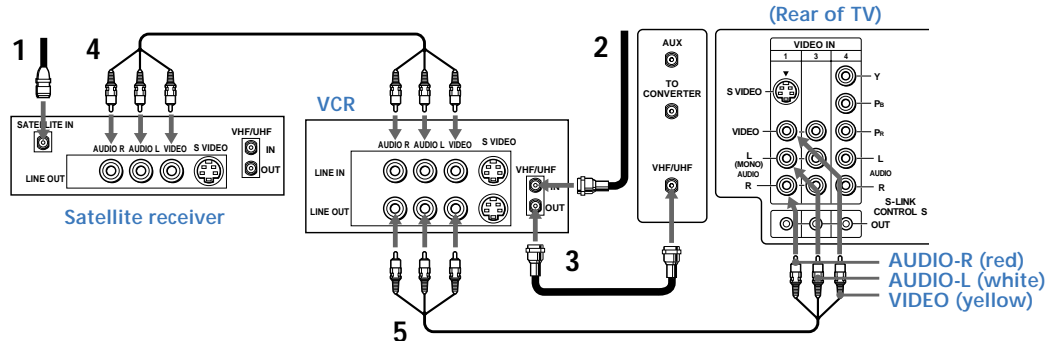 (Rear of TV)
1
4
2
VCR
SATELLITE IN
AUDIO R AUDIO L VIDEO S VIDEO
VHF/UHF
IN
OUT
LINE OUT
Satellite receiver
AUDIO R AUDIO L VIDEO S VIDEO
LINE IN
VHF/UHF
IN
OUT
LINE OUT
3
5
AUX
TO
CONVERTER
VHF/UHF
VIDEO IN
1 3 4
S VIDEO
VIDEO
L
(MONO)
AUDIO
R
Y
PB
PR
L
AUDIO
R
S-LINK
CONTROL S
OUT
AUDIO-R (red)
AUDIO-L (white)
VIDEO (yellow)